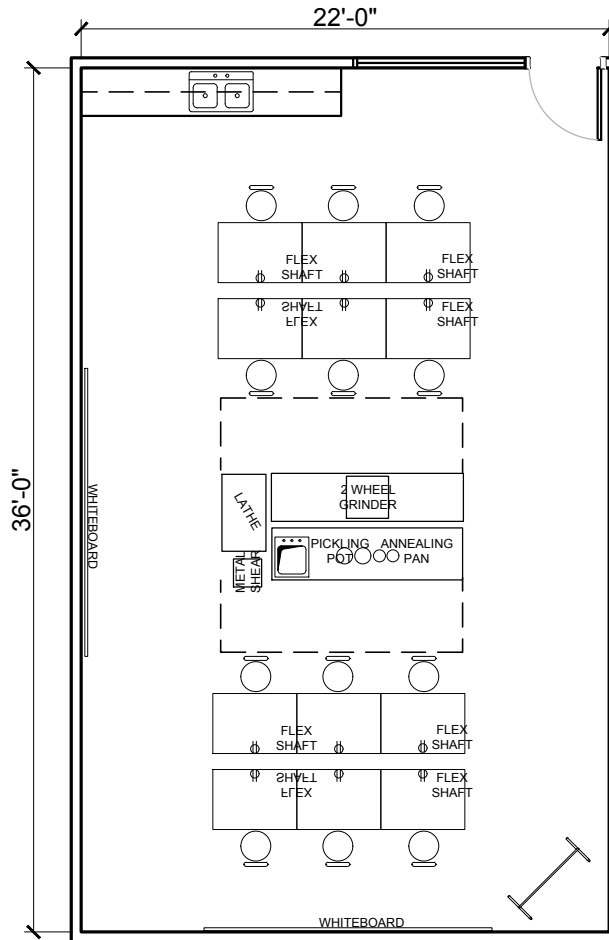 22'-0"
FLEX
SHAFT
FLEX
SHAFT
SHAFT
FLEX
FLEX
SHAFT
36'-0"
WHITEBOARD
LATHE
2 WHEEL
GRINDER
METAL
SHEAR
PICKLING
POT
ANNEALING
PAN
FLEX
SHAFT
FLEX
SHAFT
SHAFT
FLEX
FLEX
SHAFT
WHITEBOARD